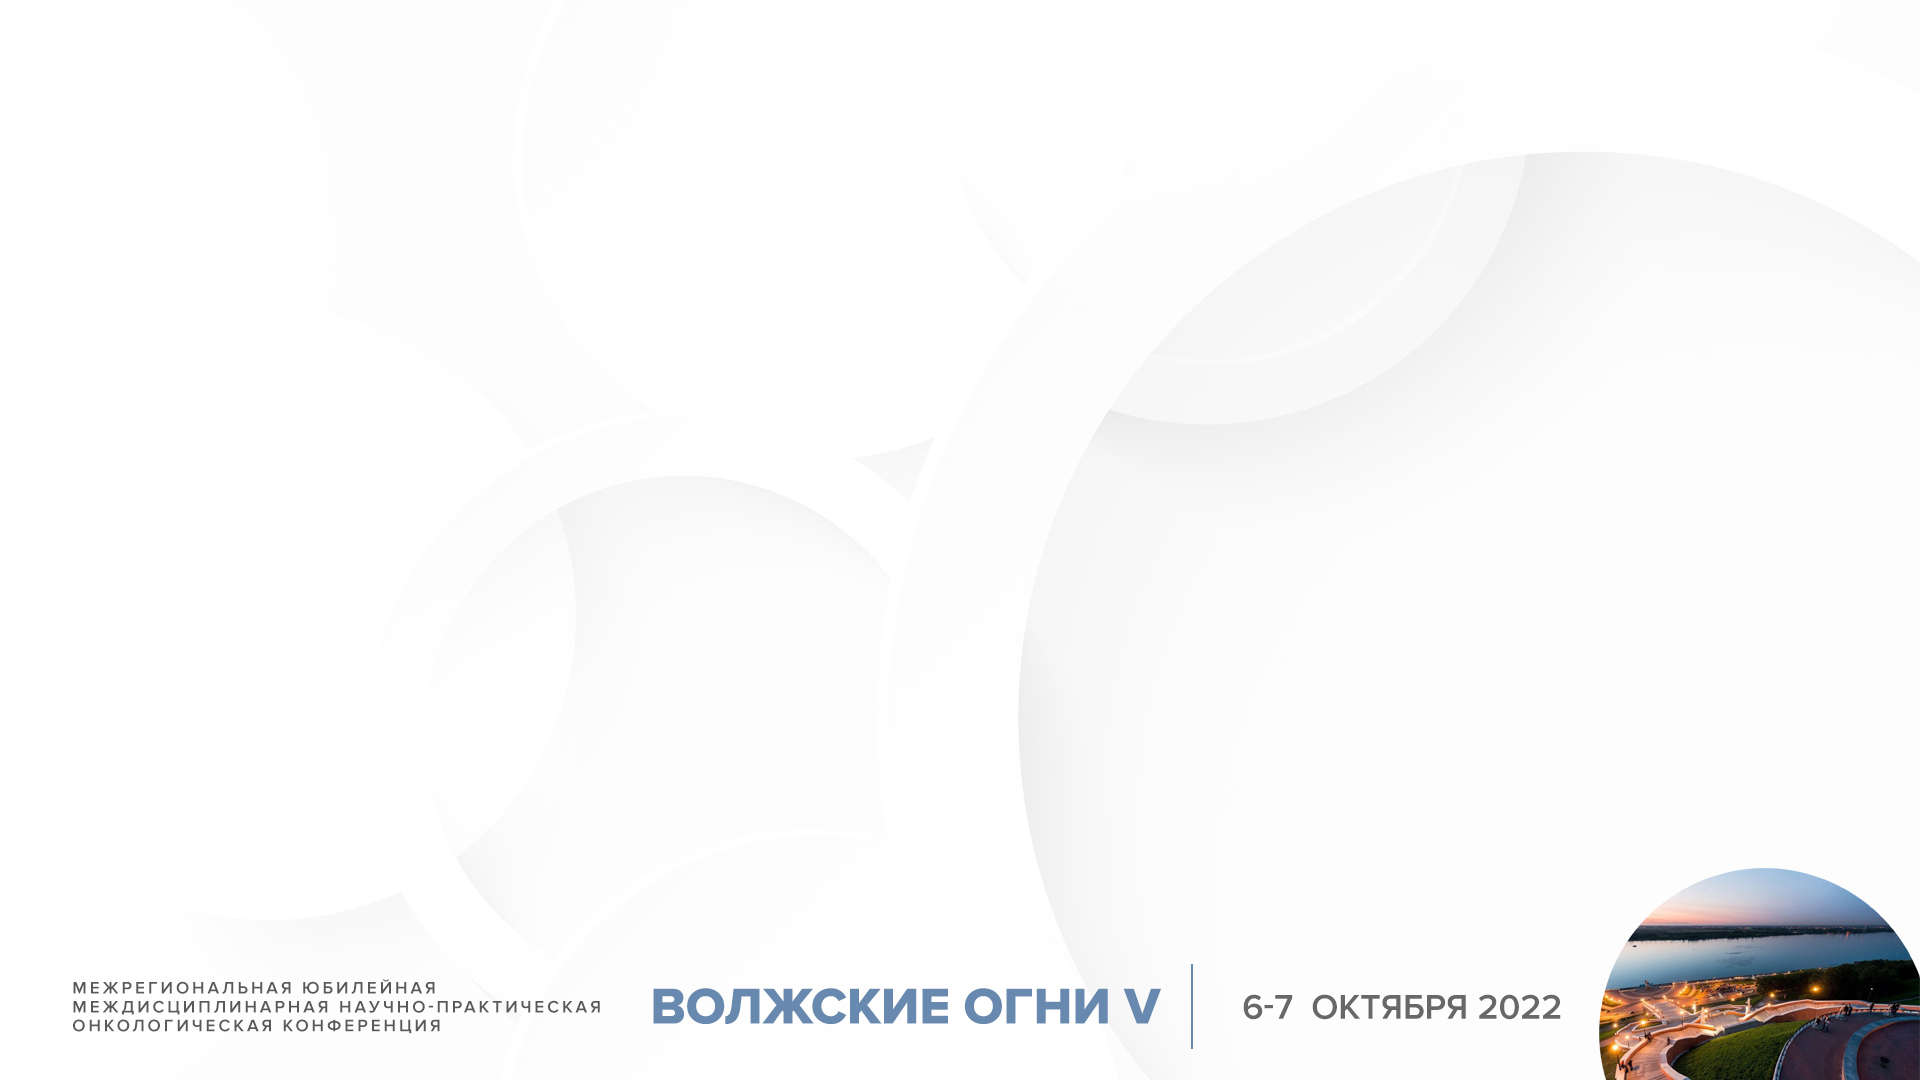 МЕЖРЕГИОНАЛЬНАЯ ЮБИЛЕЙНАЯ
МЕЖДИСЦИПЛИНАРНАЯ НАУЧНО-ПРАКТИЧЕСКАЯ
ОНКОЛОГИЧЕСКАЯ КОНФЕРЕНЦИЯ
ВОЛЖСКИЕ ОГНИ V
6-7 ОКТЯБРЯ 2022